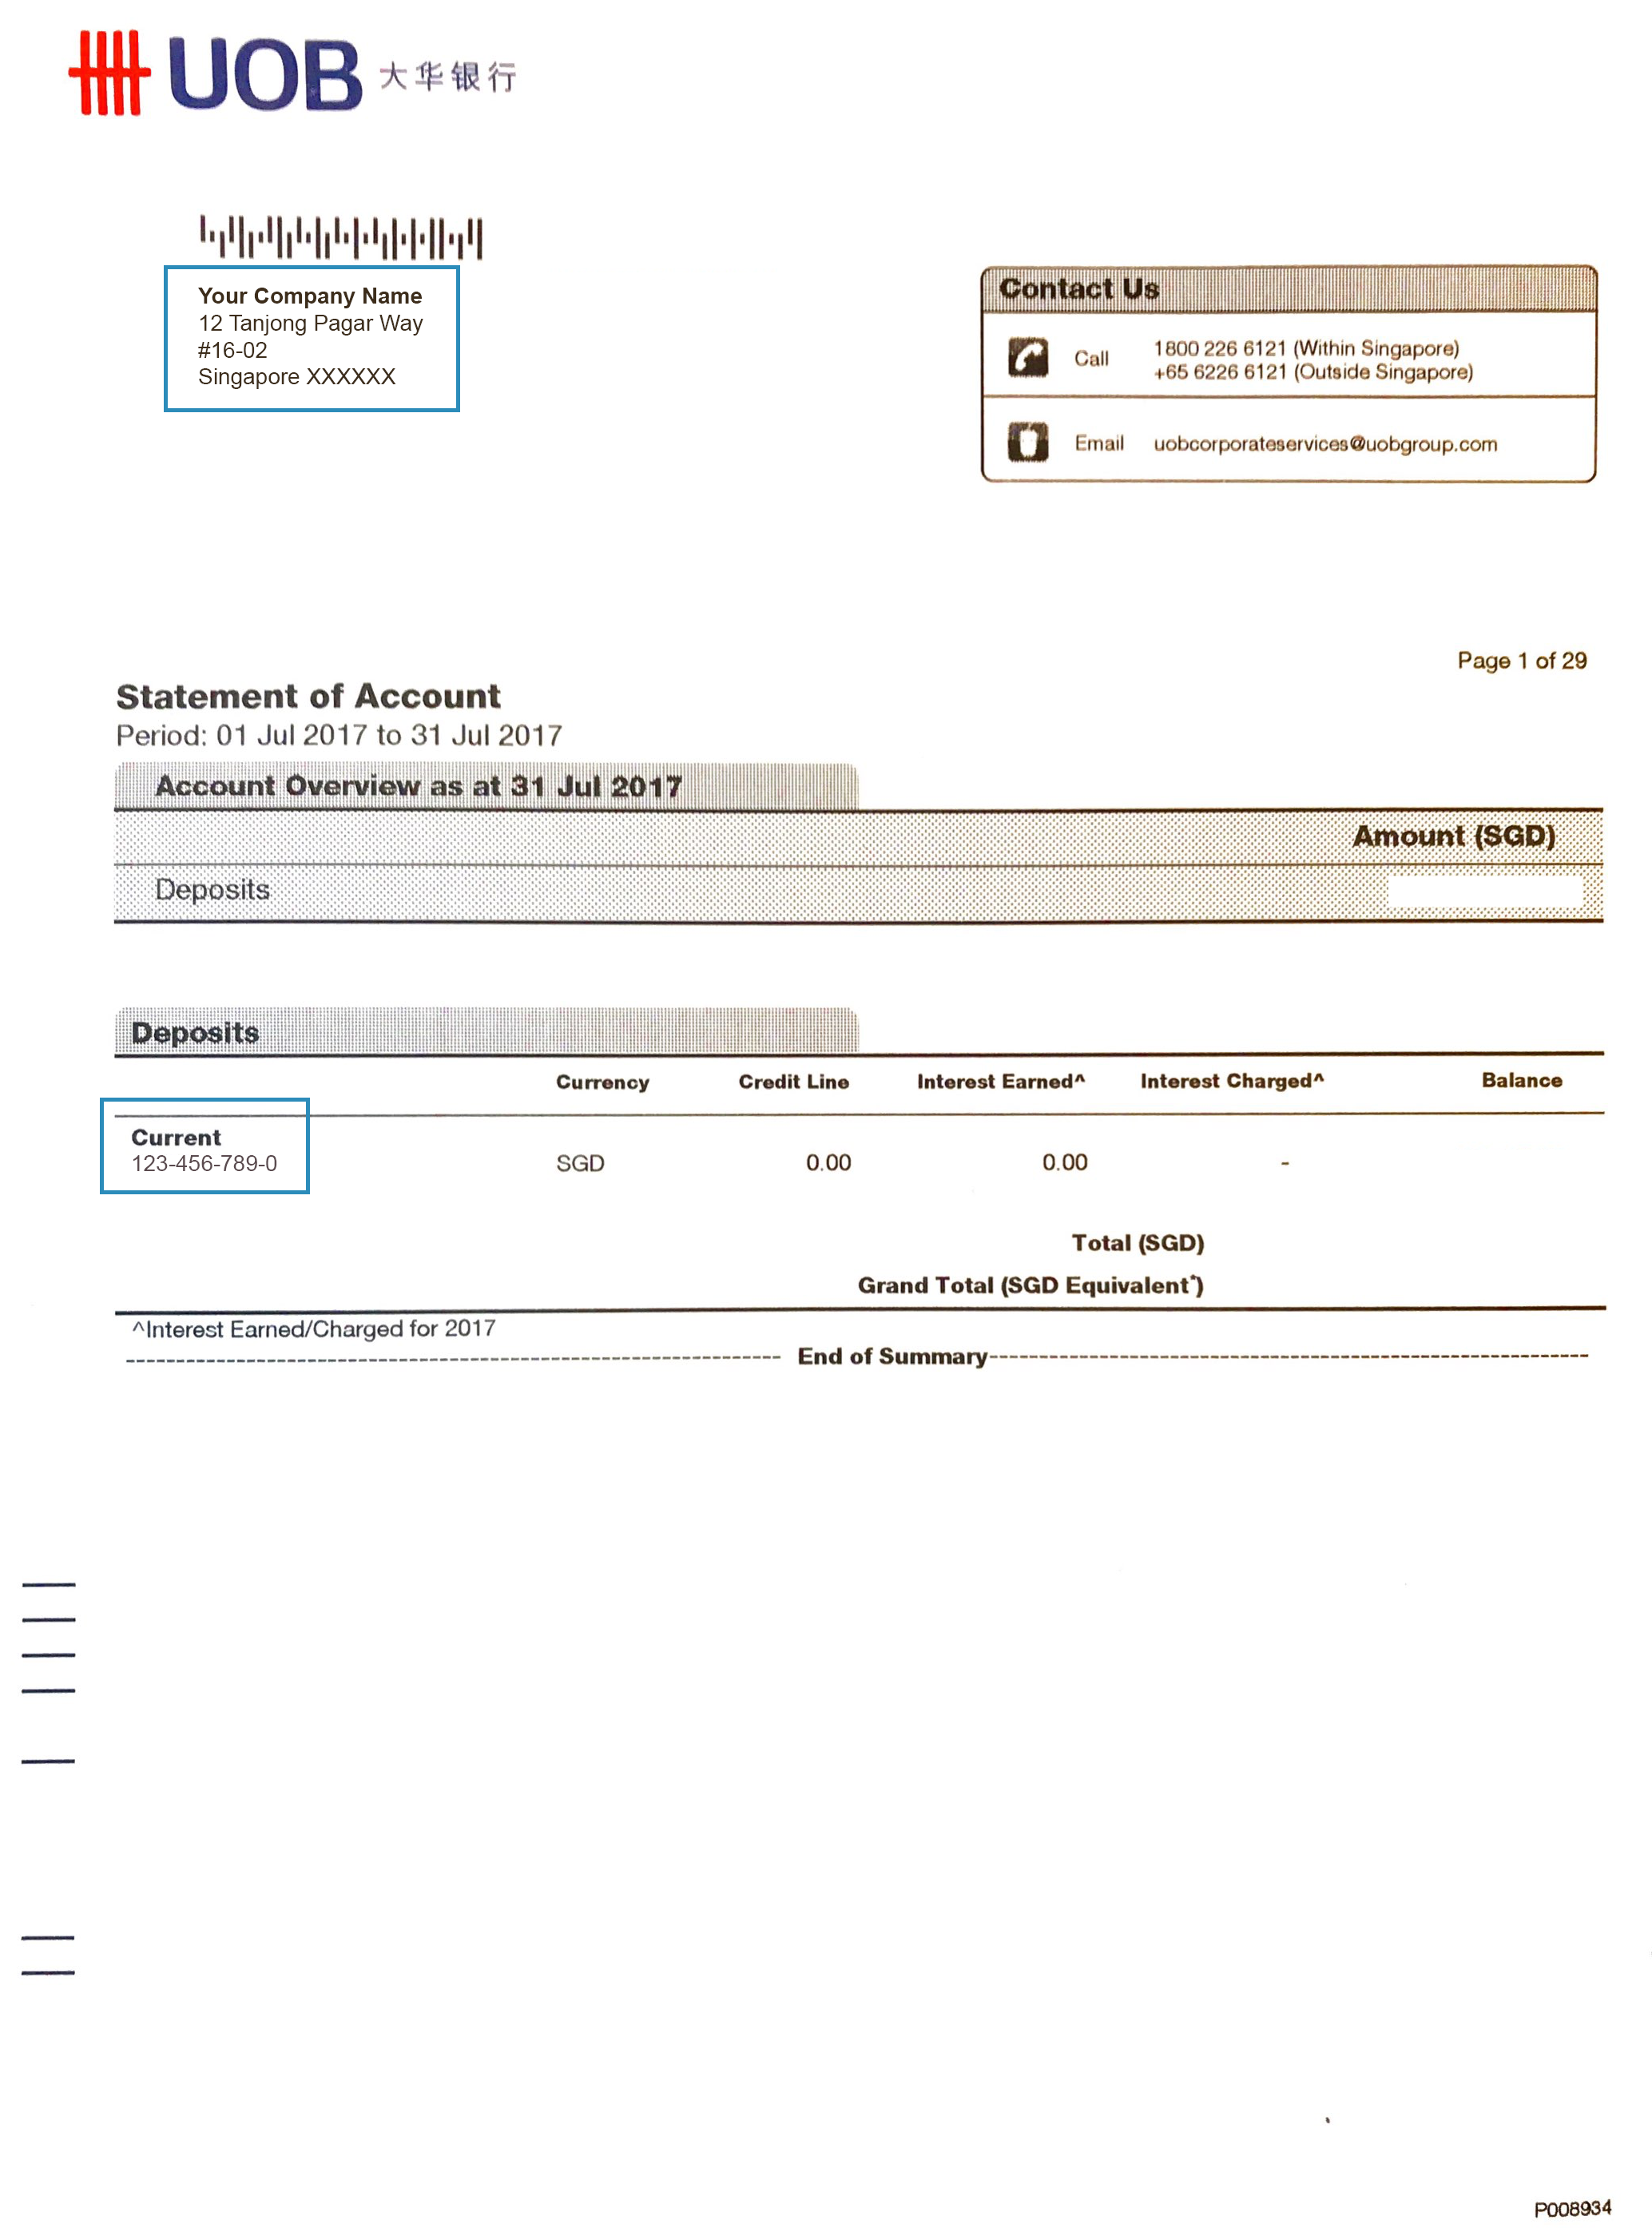 UOB 大华银行
Your Company Name
12 Tanjong Pagar Way
#16-02
Singapore XXXXXX
Contact Us
Call 1800 226 6121 (Within Singapore)
+65 6226 6121 (Outside Singapore)
Email uobcorporateservices@uobgroup.com
Page 1 of 29
Statement of Account
Period: 01 Jul 2017 to 31 Jul 2017
Account Overview as at 31 Jul 2017
Amount (SGD)
Deposits
Deposits
Currency Credit Line Interest Earned^ Interest Charged^ Balance
Current
123-456-789-0 SGD 0.00 0.00 -
Total (SGD)
Grand Total (SGD Equivalent*)
^Interest Earned/Charged for 2017
End of Summary
P008934